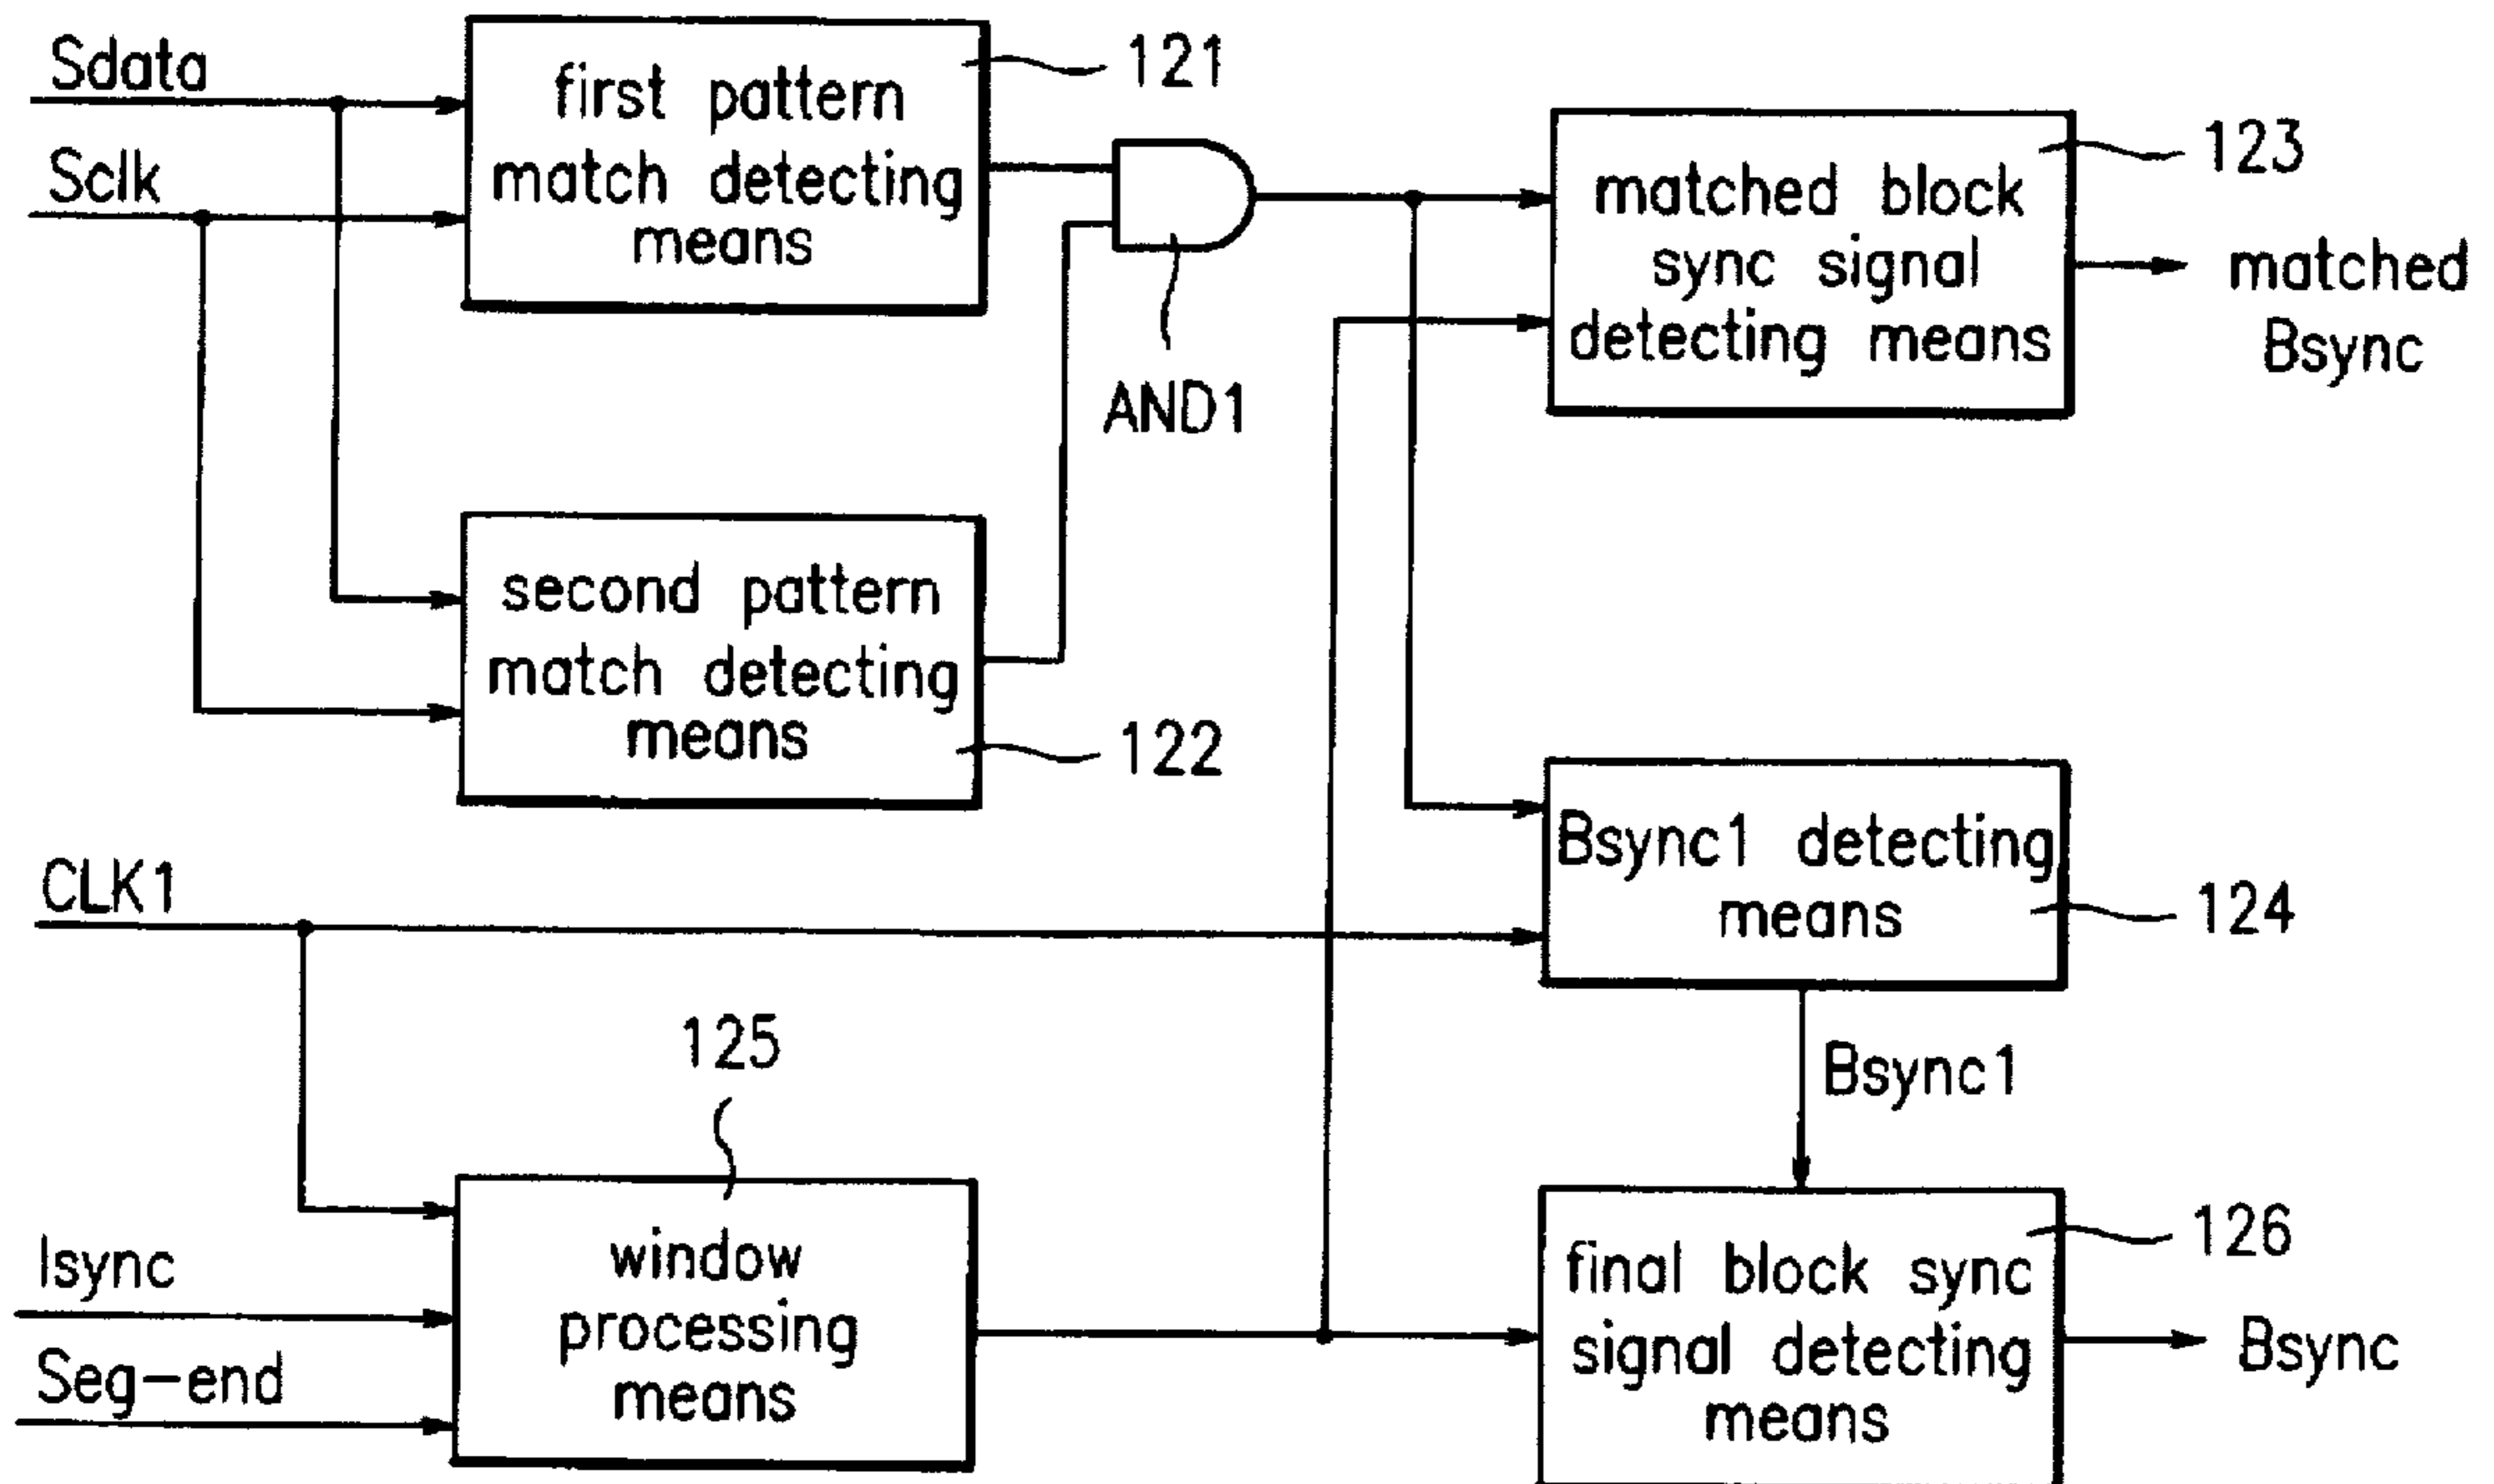 Sdata
Sclk
first pattern
match detecting
means
121
AND1
matched block
sync signal
detecting means
123
matched
Bsync
second pattern
match detecting
means
122
CLK1
Bsync1 detecting
means
124
Bsync1
125
Isync
Seg-end
window
processing
means
final block sync
signal detecting
means
126
Bsync